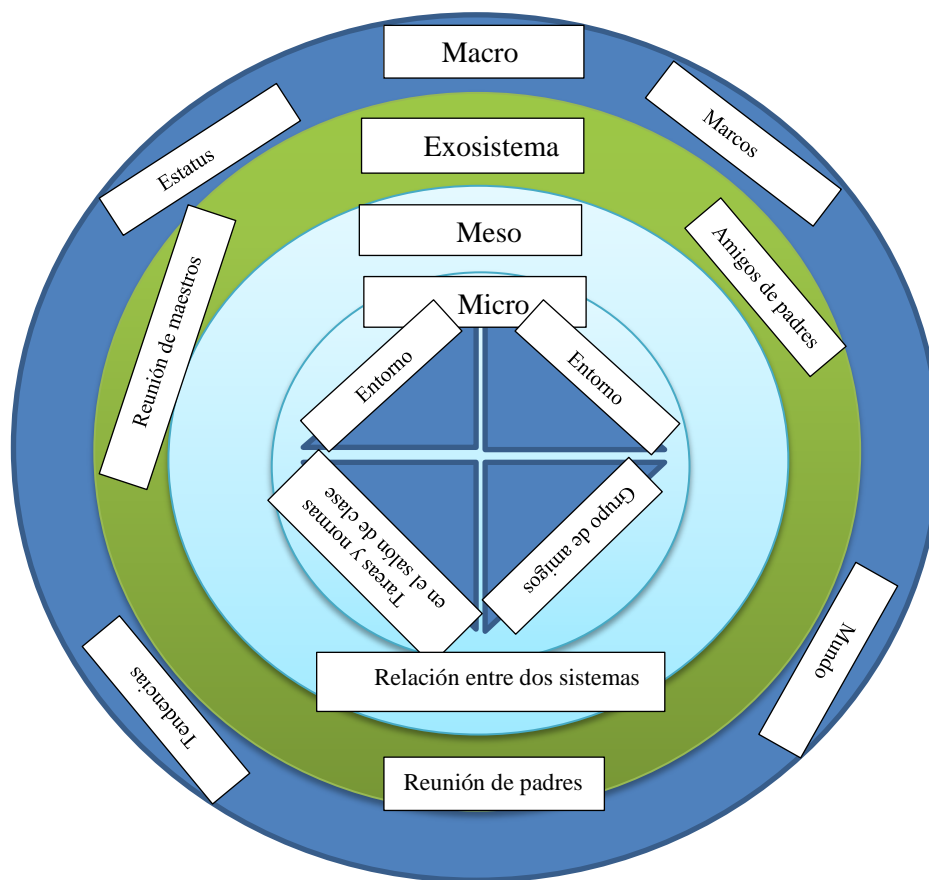 Macro
Marcos
Estatus
Exosistema
Amigos de padres
Reunión de maestros
Meso
Micro
Entorno
Entorno
Tareas y normas
en el salón de clase
Grupo de amigos
Relación entre dos sistemas
Mundo
Tendencias
Reunión de padres